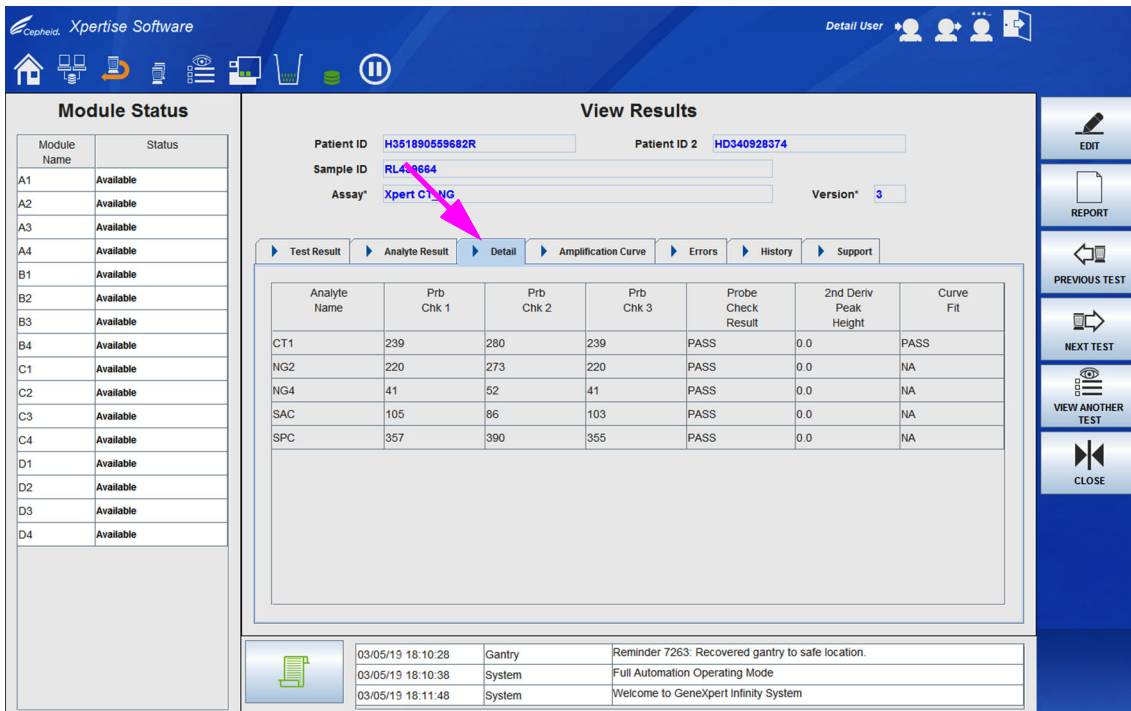 Cepheid. Xpertise Software
Detail User
Module Status
Module Name Status
A1 Available
A2 Available
A3 Available
A4 Available
B1 Available
B2 Available
B3 Available
B4 Available
C1 Available
C2 Available
C3 Available
C4 Available
D1 Available
D2 Available
D3 Available
D4 Available
View Results
Patient ID H351890559682R Patient ID 2 HD340928374
Sample ID
Assay* Xpert CT_NG Version* 3
Test Result Analyte Result Detail Amplification Curve Errors History Support
Analyte Name Prb Chk 1 Prb Chk 2 Prb Chk 3 Probe Check Result 2nd Deriv Peak Height Curve Fit
CT1 239 280 239 PASS 0.0 PASS
NG2 220 273 220 PASS 0.0 NA
NG4 41 52 41 PASS 0.0 NA
SAC 105 86 103 PASS 0.0 NA
SPC 357 390 355 PASS 0.0 NA
03/05/19 18:10:28 Gantry Reminder 7263: Recovered gantry to safe location.
03/05/19 18:10:38 System Full Automation Operating Mode
03/05/19 18:11:48 System Welcome to GeneXpert Infinity System
EDIT
REPORT
PREVIOUS TEST
NEXT TEST
VIEW ANOTHER
TEST
CLOSE